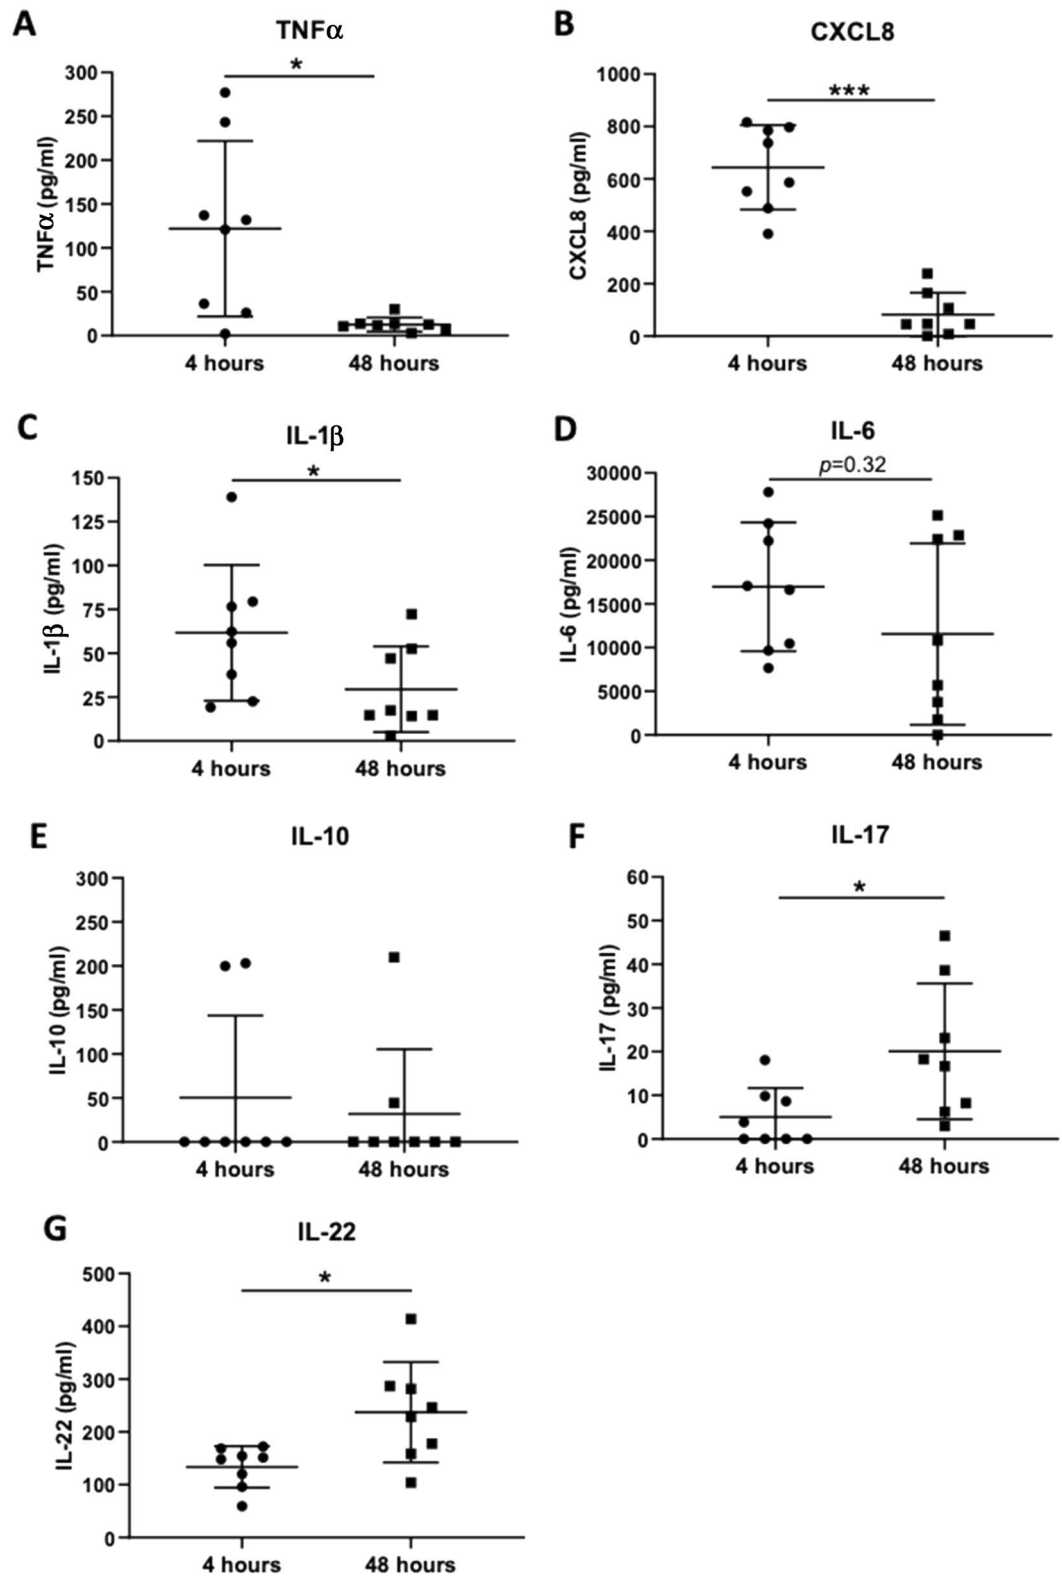 A
TNFα
*
TNFα (pg/ml)
300
250
200
150
100
50
0
4 hours
48 hours
B
CXCL8
***
CXCL8 (pg/ml)
1000
800
600
400
200
0
4 hours
48 hours
C
IL-1β
*
IL-1β (pg/ml)
150
125
100
75
50
25
0
4 hours
48 hours
D
IL-6
p=0.32
IL-6 (pg/ml)
30000
25000
20000
15000
10000
5000
0
4 hours
48 hours
E
IL-10
IL-10 (pg/ml)
300
250
200
150
100
50
0
4 hours
48 hours
F
IL-17
*
IL-17 (pg/ml)
60
50
40
30
20
10
0
4 hours
48 hours
G
IL-22
*
IL-22 (pg/ml)
500
400
300
200
100
0
4 hours
48 hours